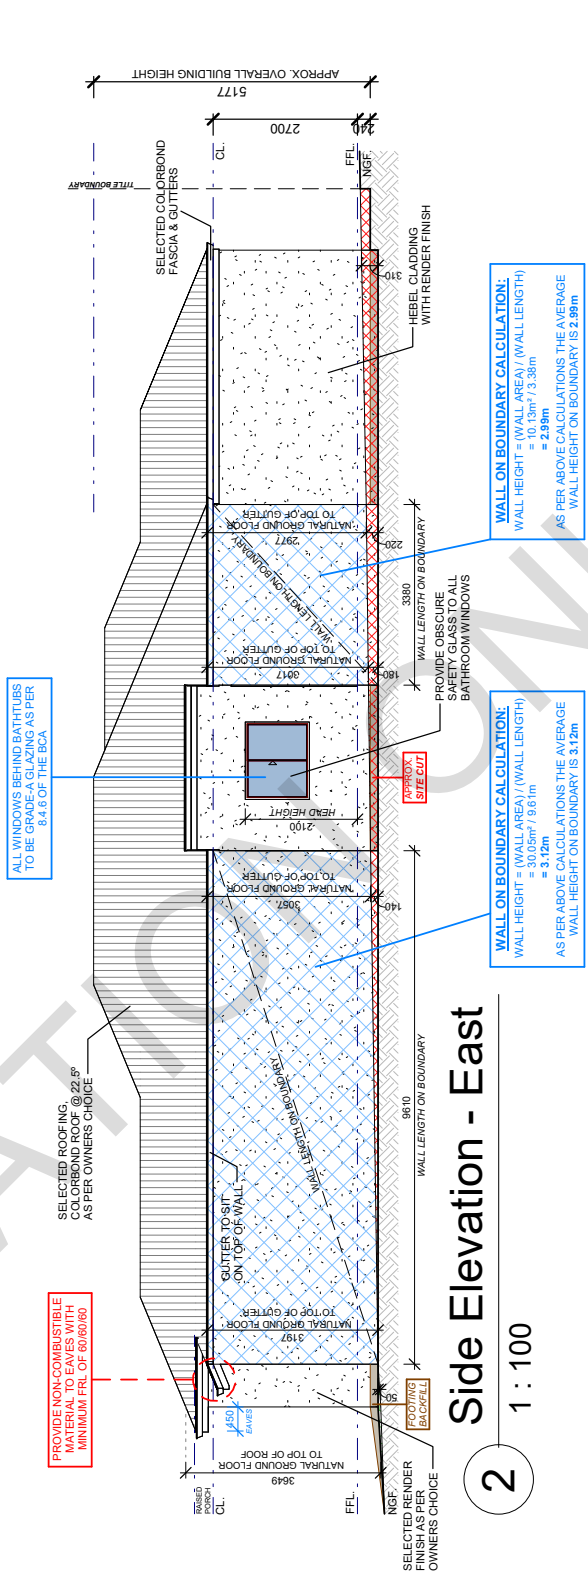 ALL WINDOWS BEHIND BATHTUBS
TO BE GRADE-A GLAZING AS PER
8.4.6 OF THE BCA
PROVIDE NON-COMBUSTIBLE
MATERIAL TO EAVES WITH
MINIMUM FRL OF 60/60/60
SELECTED ROOFING,
COLORBOND ROOF @ 22.5º
AS PER OWNERS CHOICE
SELECTED COLORBOND
FASCIA & GUTTERS
TITLE BOUNDARY
APPROX. OVERALL BUILDING HEIGHT
5177
2700
240
CL.
FFL.
NGF.
RAISED
PORCH
CL.
FFL.
NGF.
3649
NATURAL GROUND FLOOR
TO TOP OF ROOF
450
EAVES
GUTTER TO SIT
ON TOP OF WALL
3197
NATURAL GROUND FLOOR
TO TOP OF GUTTER
WALL LENGTH ON BOUNDARY
3057
NATURAL GROUND FLOOR
TO TOP OF GUTTER
2100
HEAD HEIGHT
3017
NATURAL GROUND FLOOR
TO TOP OF GUTTER
WALL LENGTH ON BOUNDARY
2977
NATURAL GROUND FLOOR
TO TOP OF GUTTER
50
140
180
220
310
SELECTED RENDER
FINISH AS PER
OWNERS CHOICE
FOOTING
BACKFILL
9610
WALL LENGTH ON BOUNDARY
APPROX.
SITE CUT
PROVIDE OBSCURE
SAFETY GLASS TO ALL
BATHROOM WINDOWS
3380
WALL LENGTH ON BOUNDARY
HEBEL CLADDING
WITH RENDER FINISH
WALL ON BOUNDARY CALCULATION:
WALL HEIGHT = (WALL AREA) / (WALL LENGTH)
= 30.05m² / 9.61m
= 3.12m
AS PER ABOVE CALCULATIONS THE AVERAGE
WALL HEIGHT ON BOUNDARY IS 3.12m
WALL ON BOUNDARY CALCULATION:
WALL HEIGHT = (WALL AREA) / (WALL LENGTH)
= 10.13m² / 3.38m
= 2.99m
AS PER ABOVE CALCULATIONS THE AVERAGE
WALL HEIGHT ON BOUNDARY IS 2.99m
2
Side Elevation - East
1 : 100